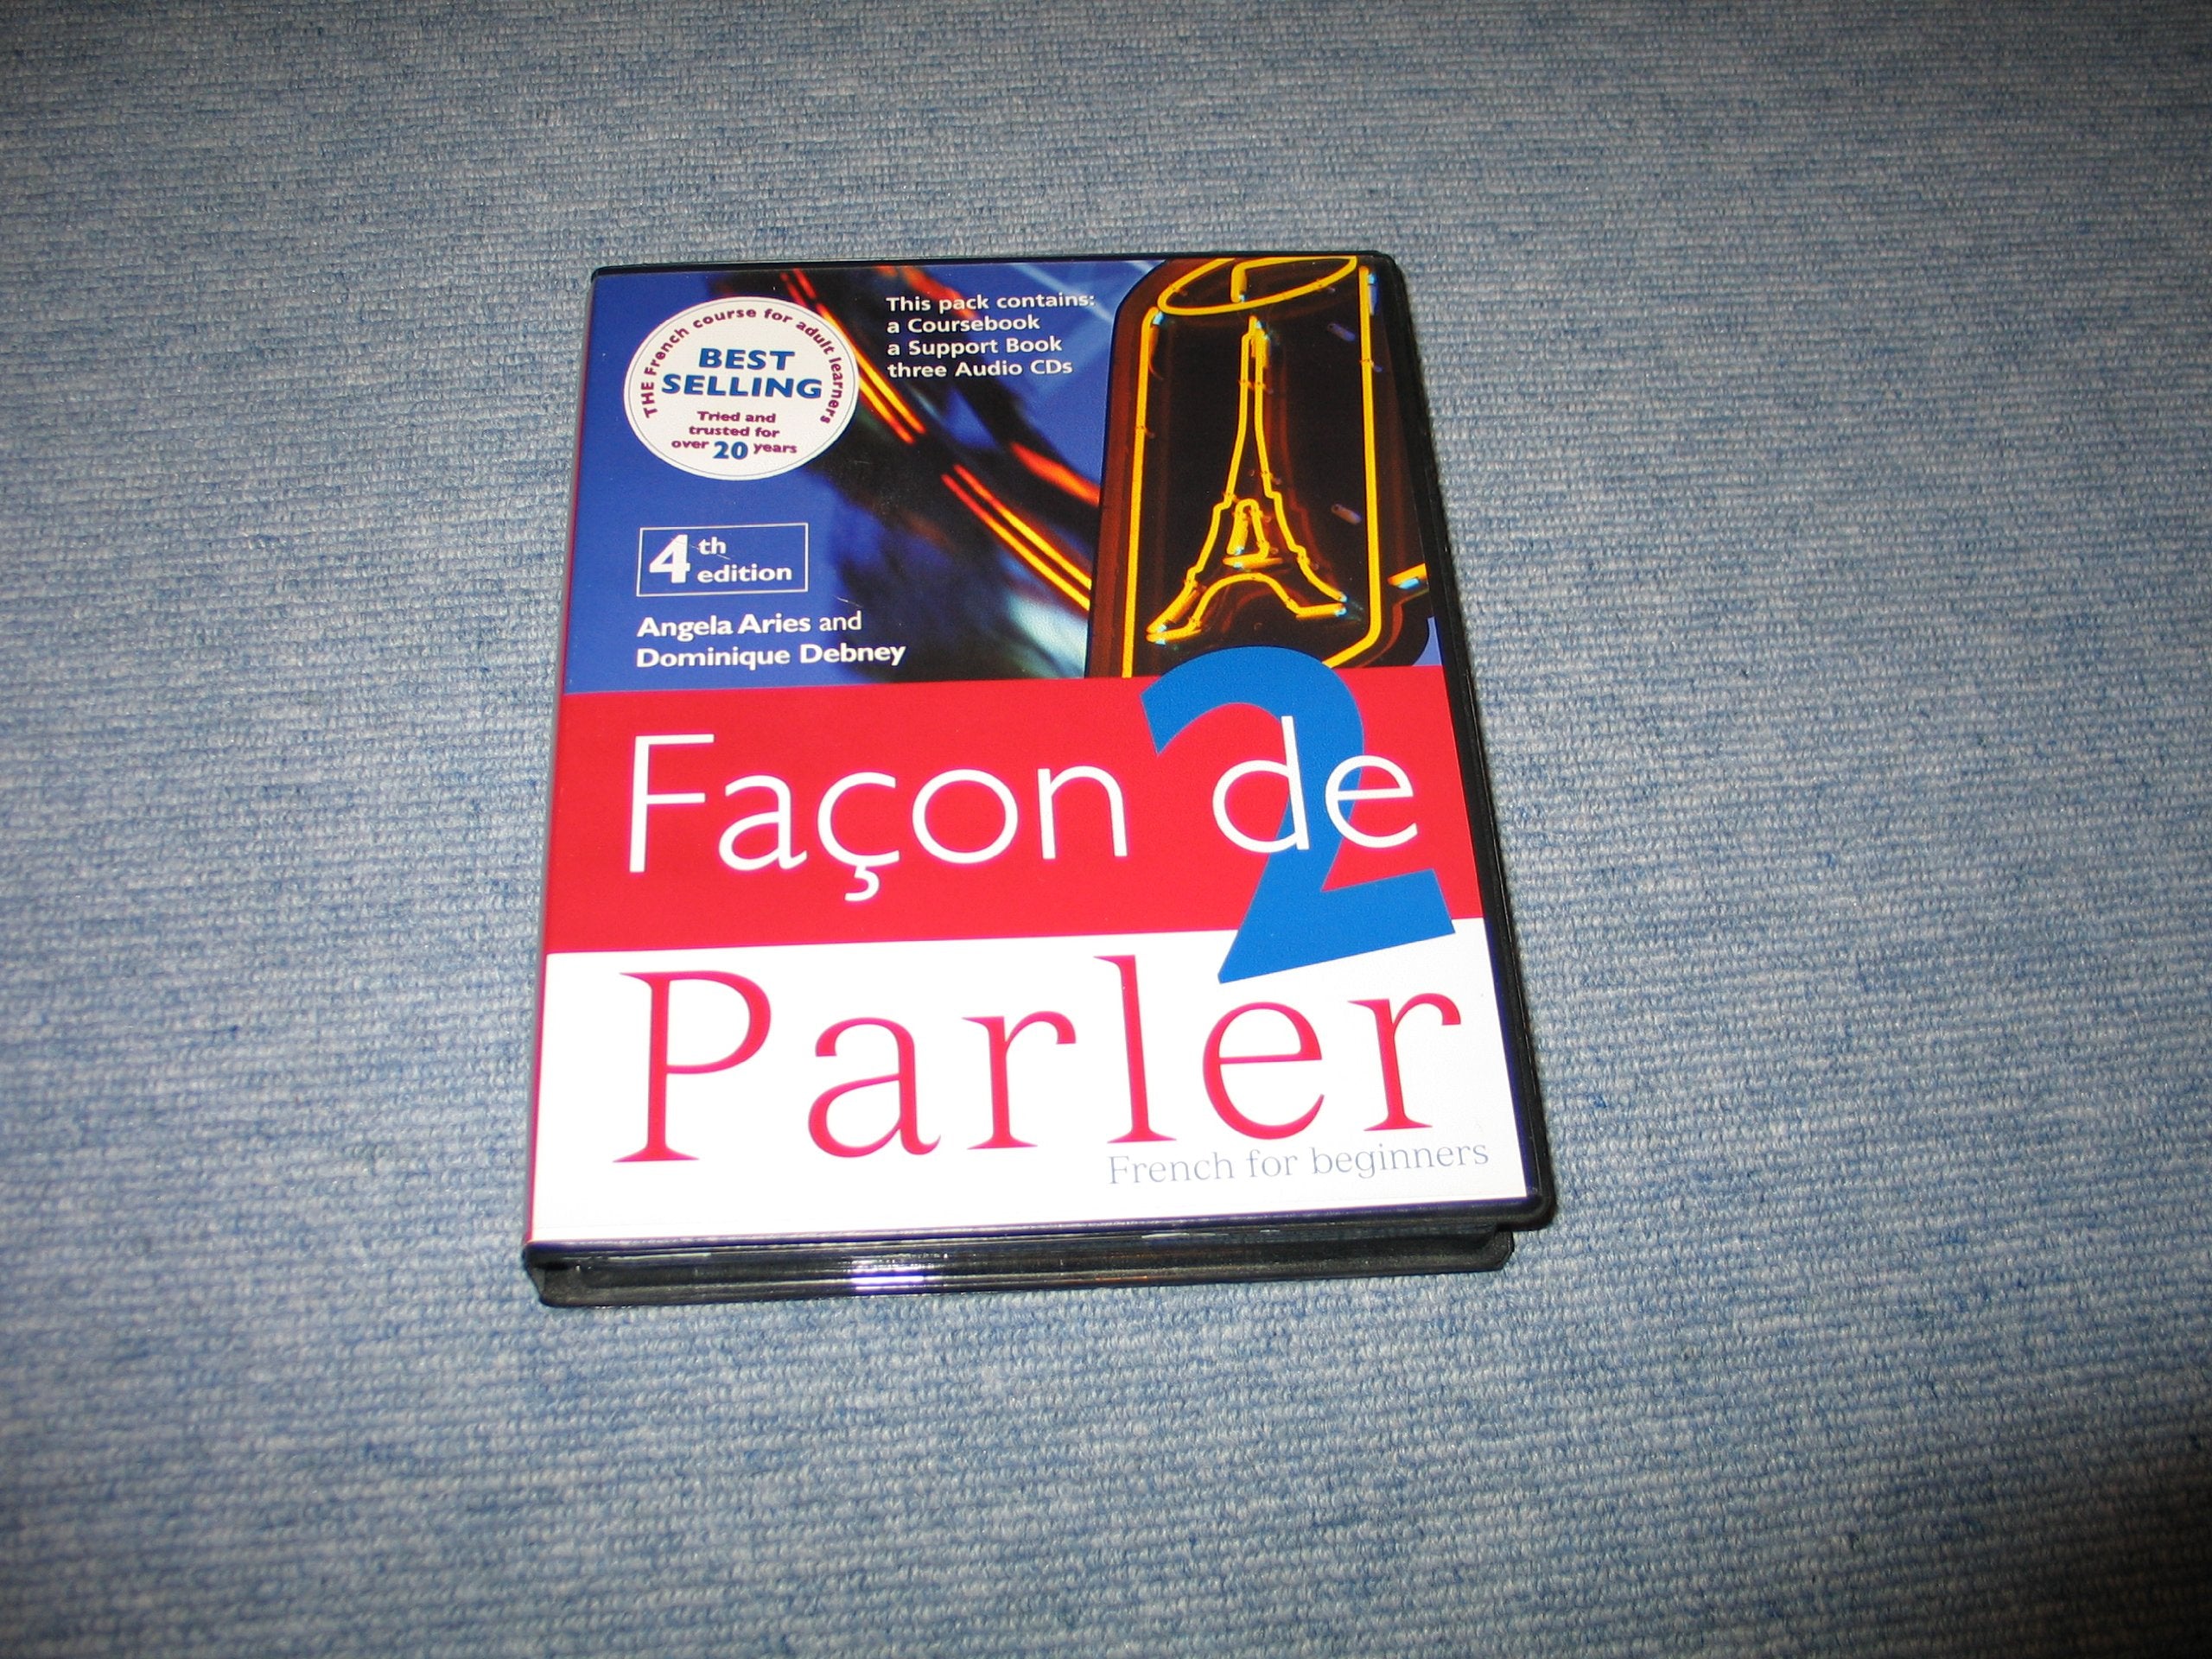 THE French course for adult learners
BEST
SELLING
Tried and
trusted for
over 20 years
This pack contains:
a Coursebook
a Support Book
three Audio CDs
4th
edition
Angela Aries and
Dominique Debney
Façon de
2
Parler
French for beginners